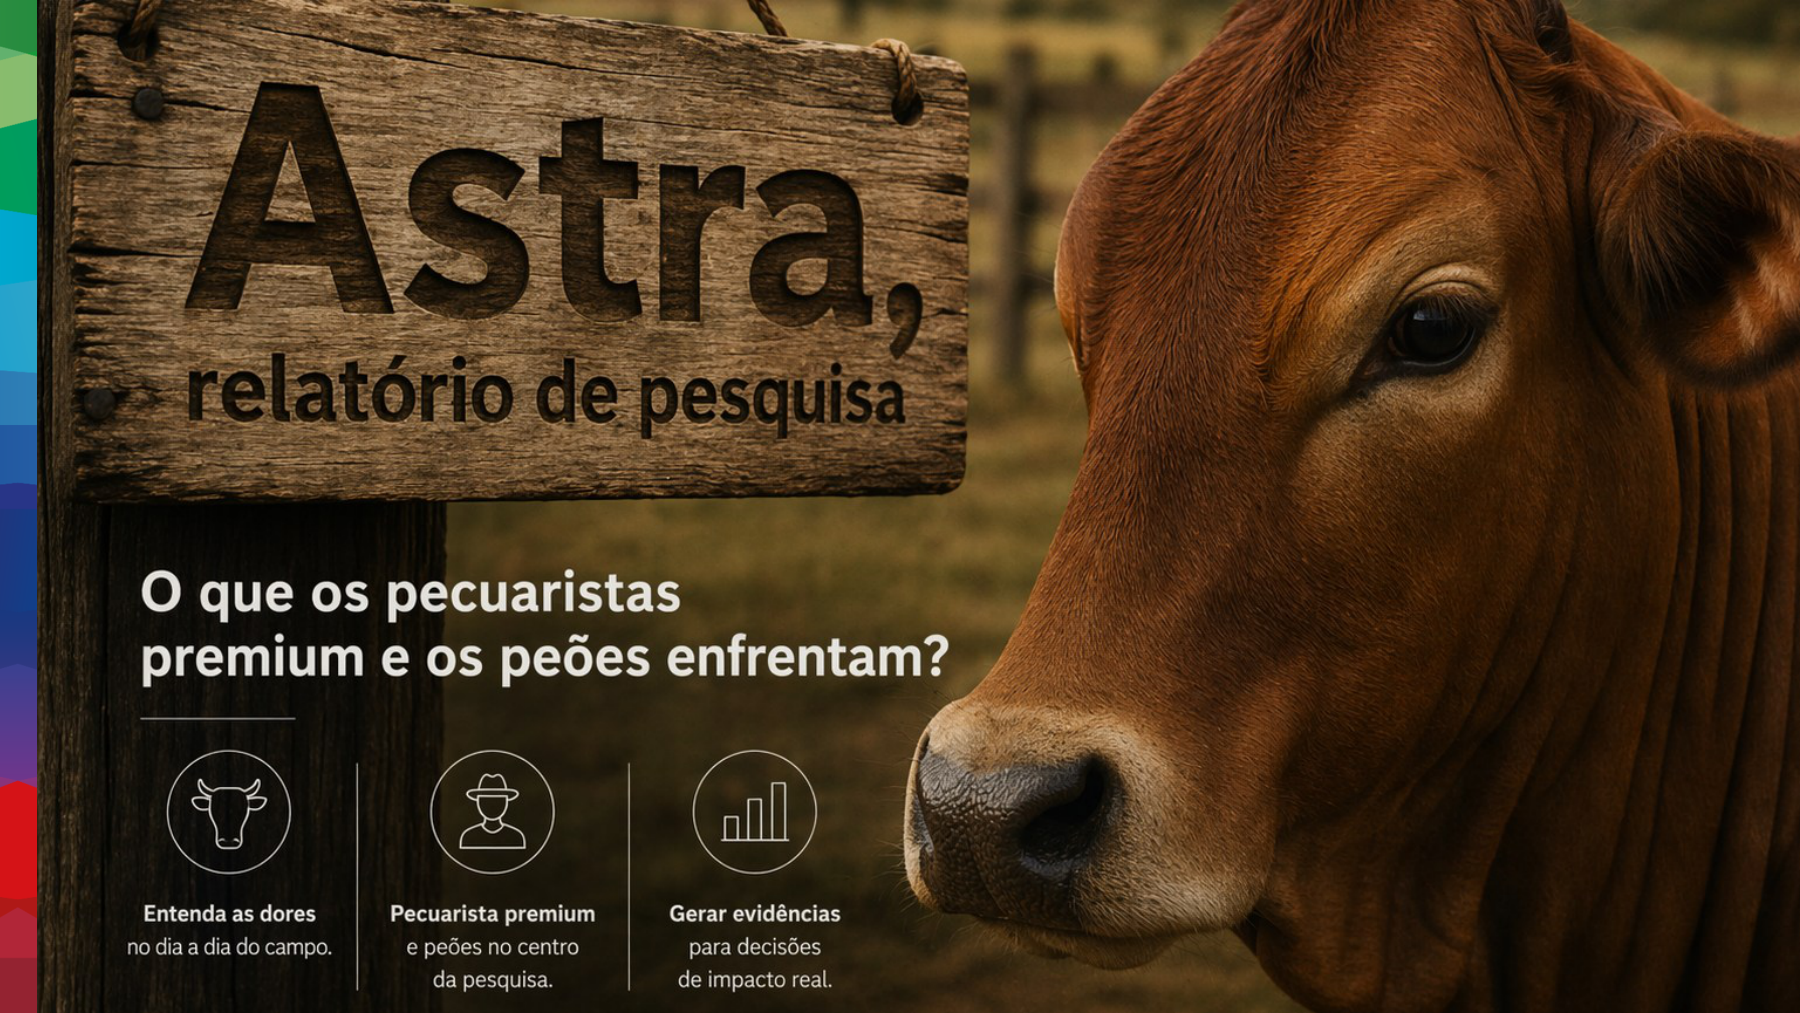 Astra,
relatório de pesquisa
O que os pecuaristas
premium e os peões enfrentam?
Entenda as dores
no dia a dia do campo.
Pecuarista premium
e peões no centro
da pesquisa.
Gerar evidências
para decisões
de impacto real.